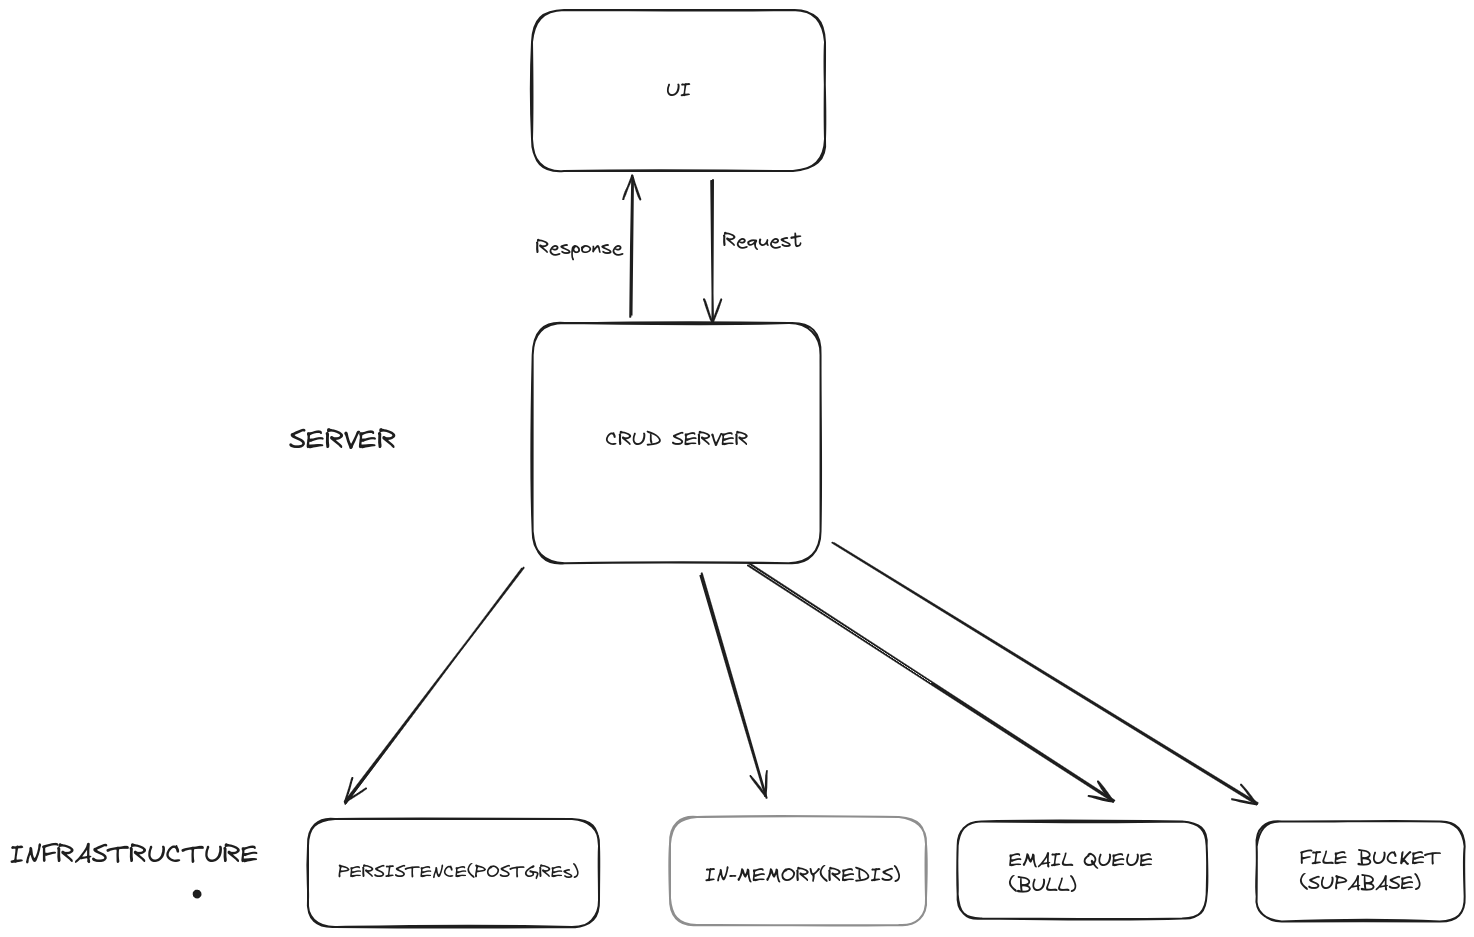 UI
Response
Request
SERVER
CRUD SERVER
INFRASTRUCTURE
PERSISTENCE(POSTGREs)
IN-MEMORY(REDIS)
EMAIL QUEUE
(BULL)
FILE BUCKET
(SUPABASE)